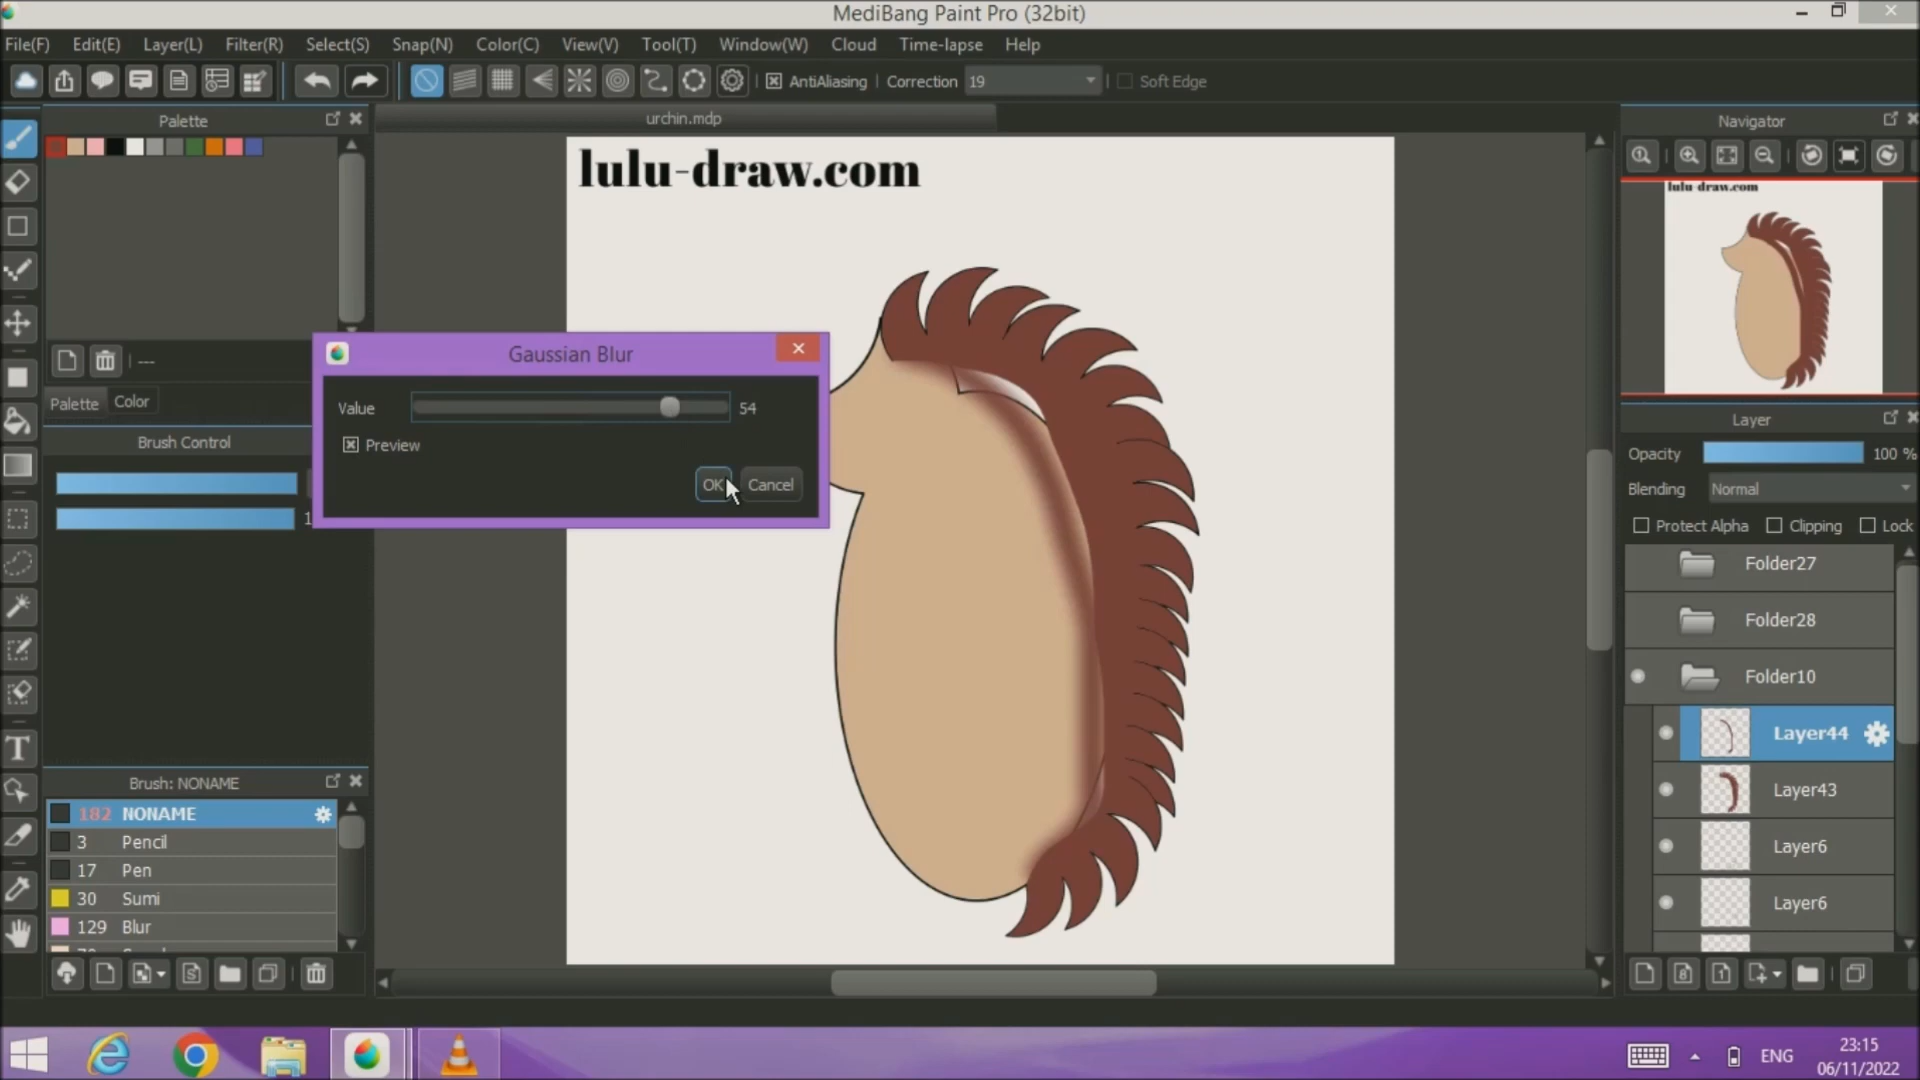 MediBang Paint Pro (32bit)
File(F) Edit(E) Layer(L) Filter(R) Select(S) Snap(N) Color(C) View(V) Tool(T) Window(W) Cloud Time-lapse Help
AntiAliasing Correction 19 Soft Edge
Palette
urchin.mdp
Navigator
lulu-draw.com
lulu-draw.com
---
Palette Color
Brush Control
Gaussian Blur
Value 54
Preview
OK Cancel
Layer
Opacity 100 %
Blending Normal
Protect Alpha Clipping Lock
Folder27
Folder28
Folder10
Layer44
Layer43
Layer6
Layer6
Brush: NONAME
182 NONAME
3 Pencil
17 Pen
30 Sumi
129 Blur
ENG
23:15
06/11/2022